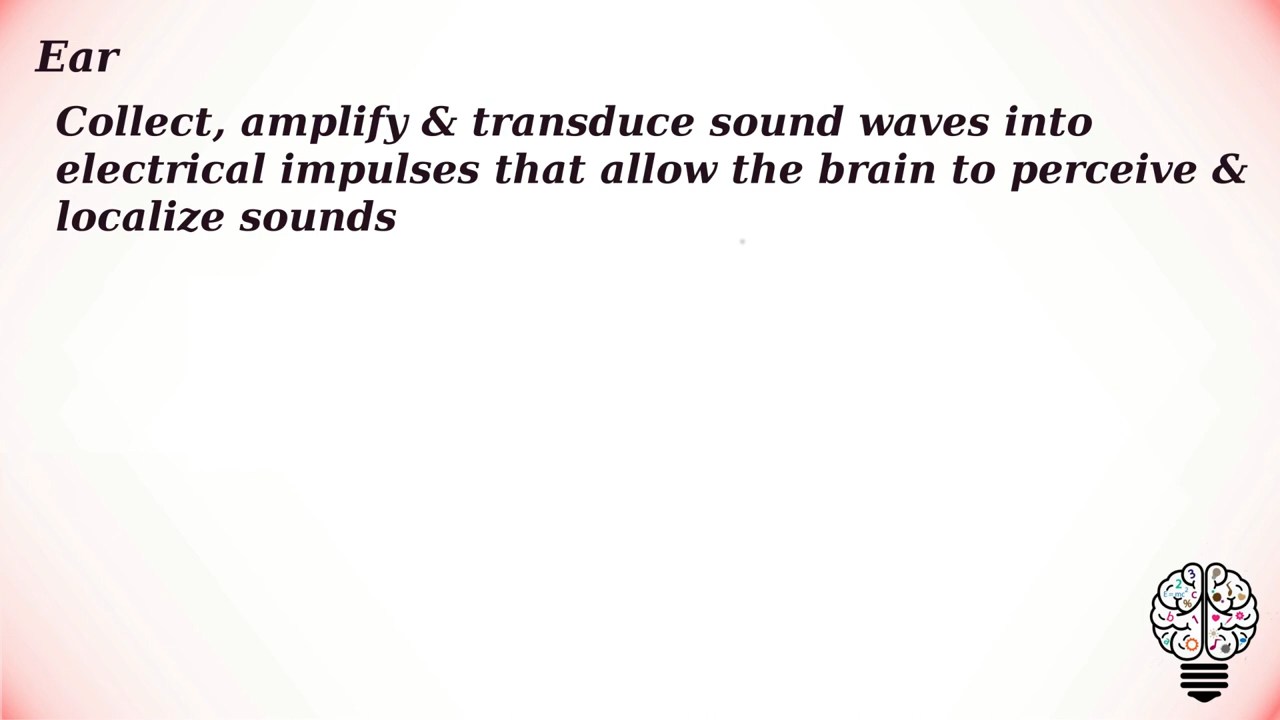 Ear
Collect, amplify & transduce sound waves into
electrical impulses that allow the brain to perceive &
localize sounds